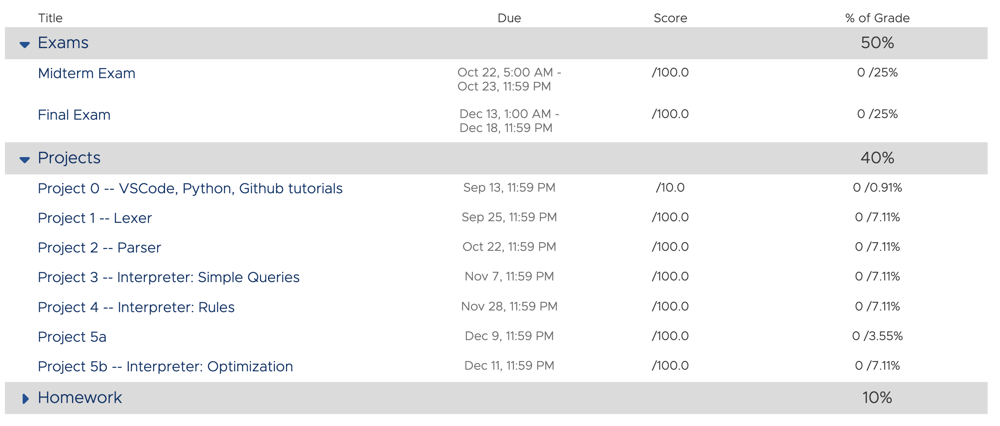 Title Due Score % of Grade
Exams 50%
Midterm Exam Oct 22, 5:00 AM - /100.0 0 /25%
Oct 23, 11:59 PM
Final Exam Dec 13, 1:00 AM - /100.0 0 /25%
Dec 18, 11:59 PM
Projects 40%
Project 0 -- VSCode, Python, Github tutorials Sep 13, 11:59 PM /10.0 0 /0.91%
Project 1 -- Lexer Sep 25, 11:59 PM /100.0 0 /7.11%
Project 2 -- Parser Oct 22, 11:59 PM /100.0 0 /7.11%
Project 3 -- Interpreter: Simple Queries Nov 7, 11:59 PM /100.0 0 /7.11%
Project 4 -- Interpreter: Rules Nov 28, 11:59 PM /100.0 0 /7.11%
Project 5a Dec 9, 11:59 PM /100.0 0 /3.55%
Project 5b -- Interpreter: Optimization Dec 11, 11:59 PM /100.0 0 /7.11%
Homework 10%